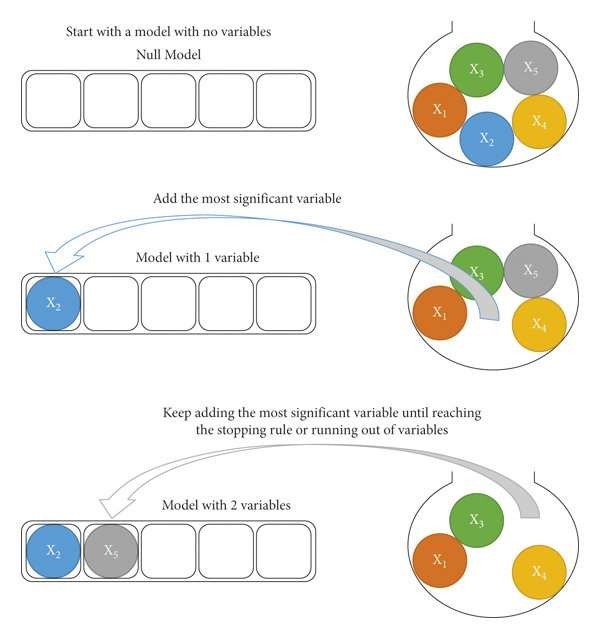 Start with a model with no variables
Null Model
X₃
X₅
X₁
X₄
X₂
Add the most significant variable
Model with 1 variable
X₂
X₃
X₅
X₁
X₄
Keep adding the most significant variable until reaching
the stopping rule or running out of variables
Model with 2 variables
X₂
X₅
X₃
X₁
X₄